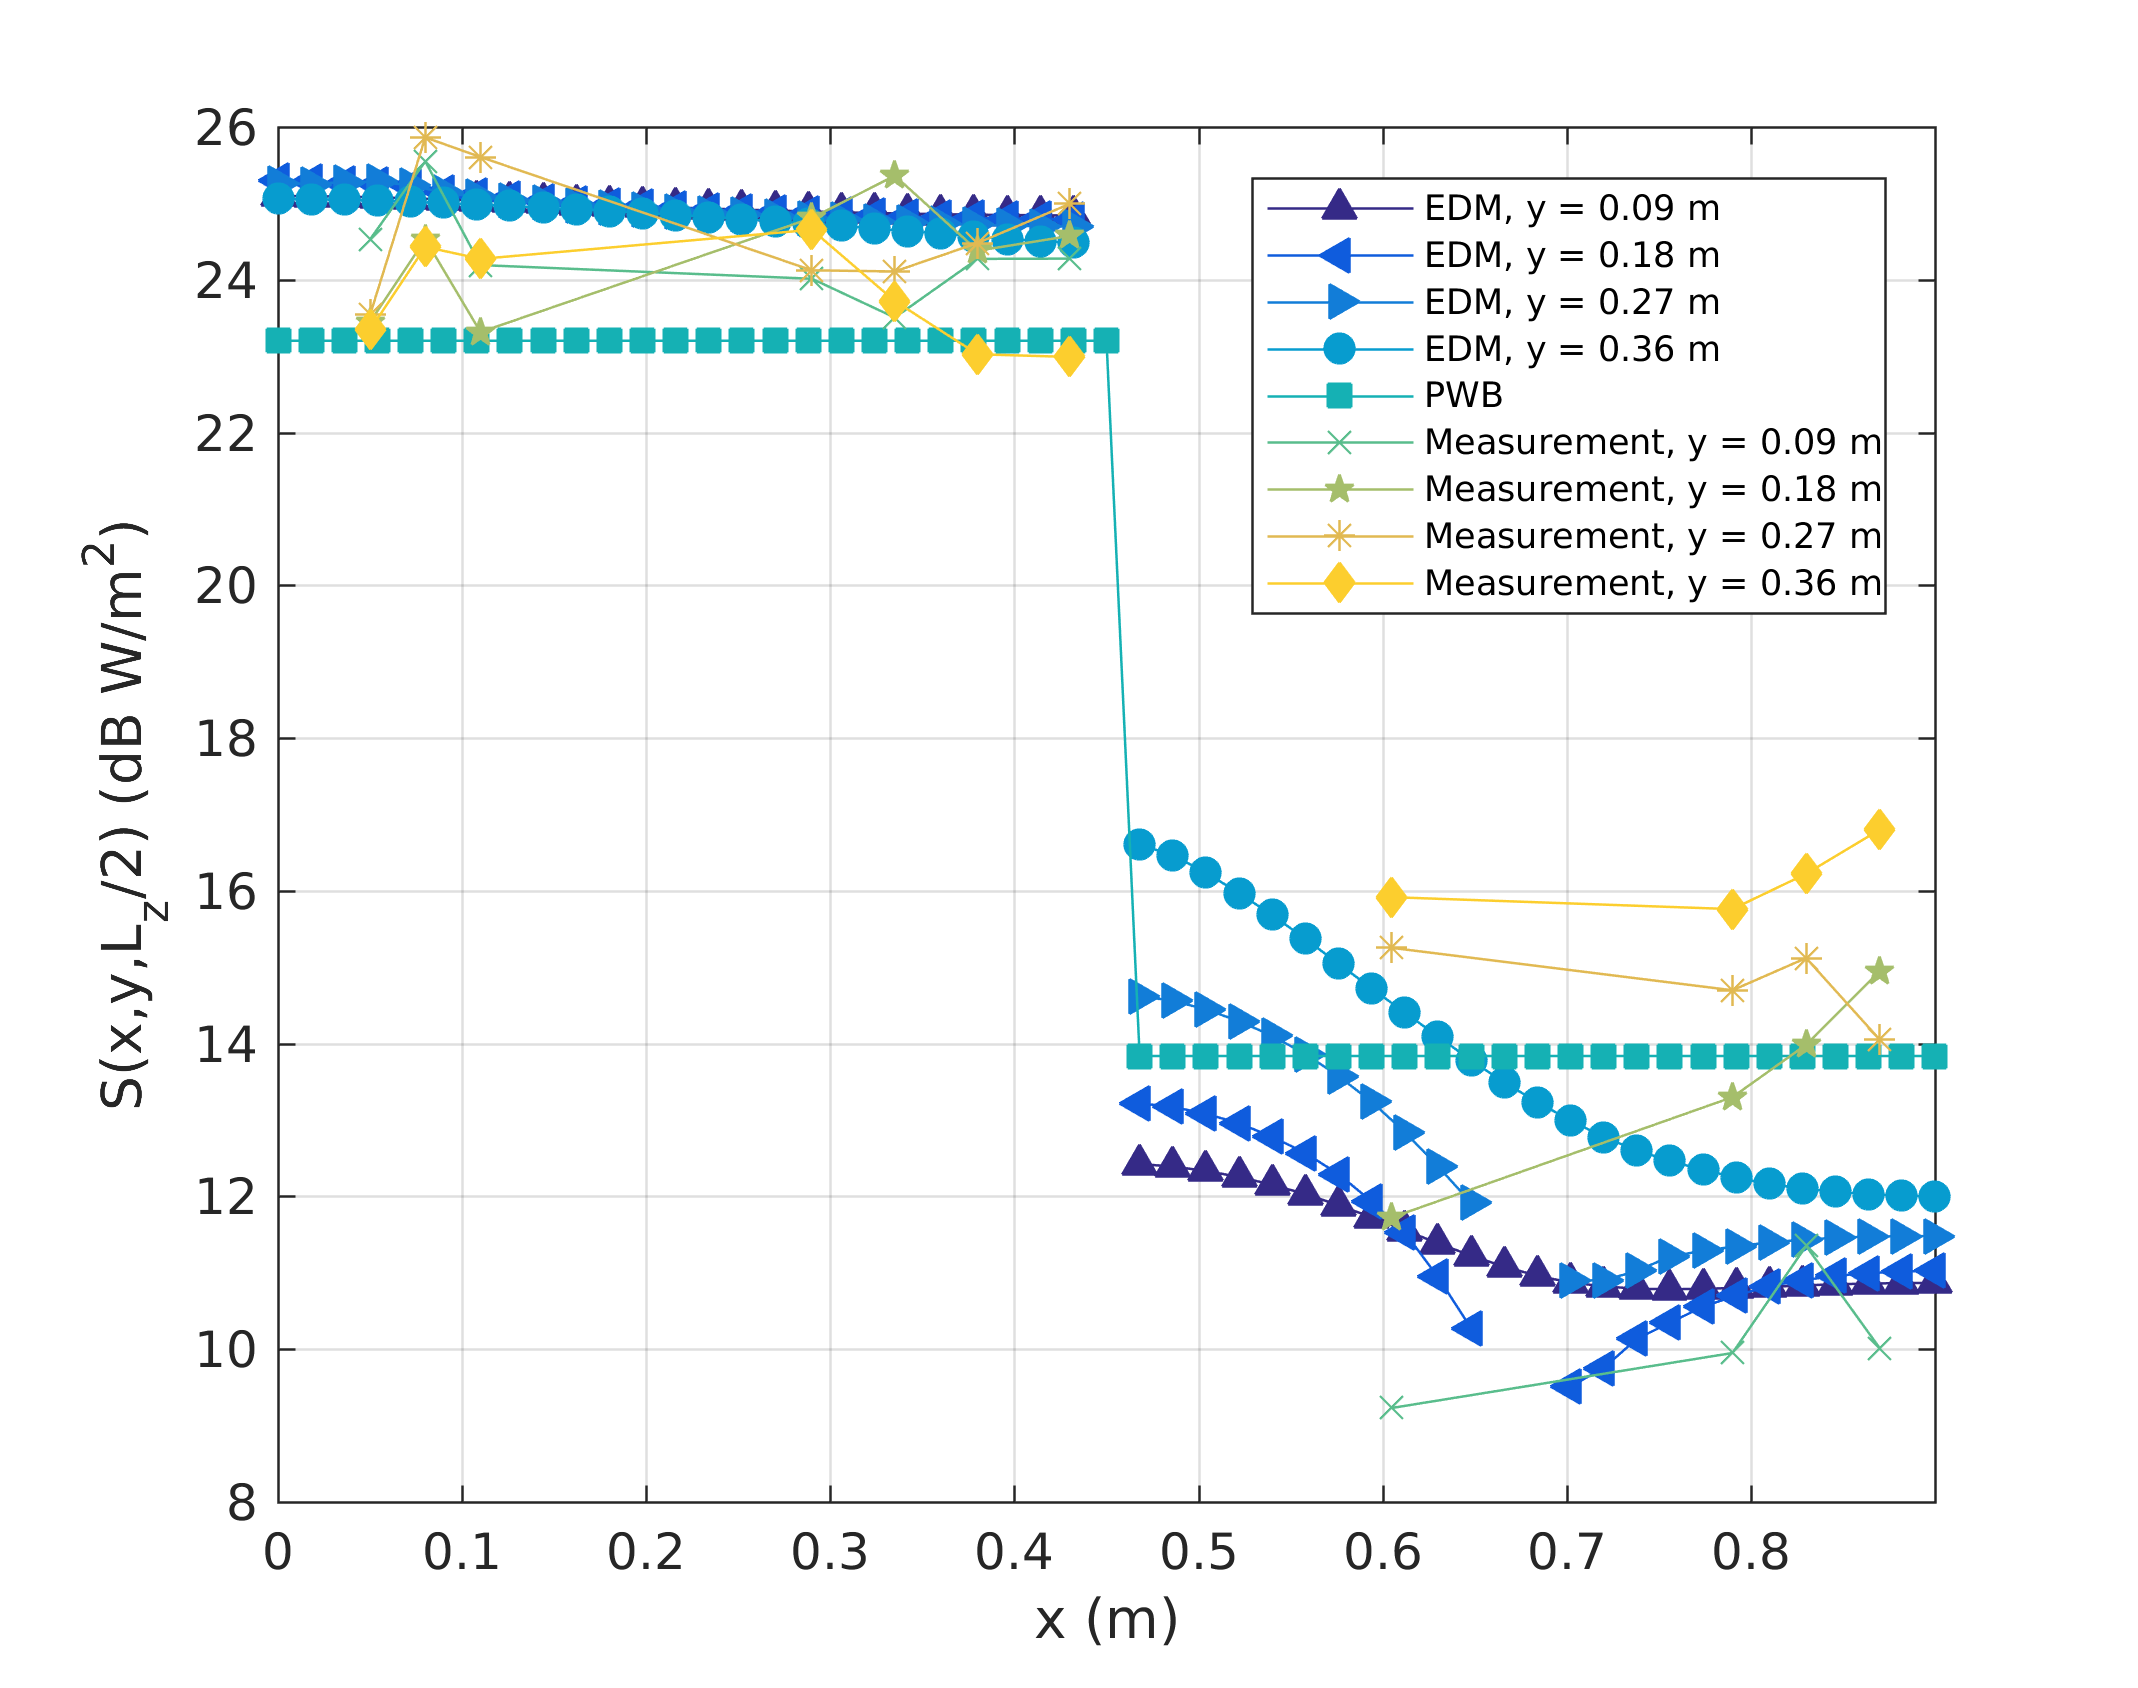 26
24
22
20
18
16
14
12
10
8
0 0.1 0.2 0.3 0.4 0.5 0.6 0.7 0.8
x (m)
S(x,y,L_z/2) (dB W/m^2)
EDM, y = 0.09 m
EDM, y = 0.18 m
EDM, y = 0.27 m
EDM, y = 0.36 m
PWB
Measurement, y = 0.09 m
Measurement, y = 0.18 m
Measurement, y = 0.27 m
Measurement, y = 0.36 m